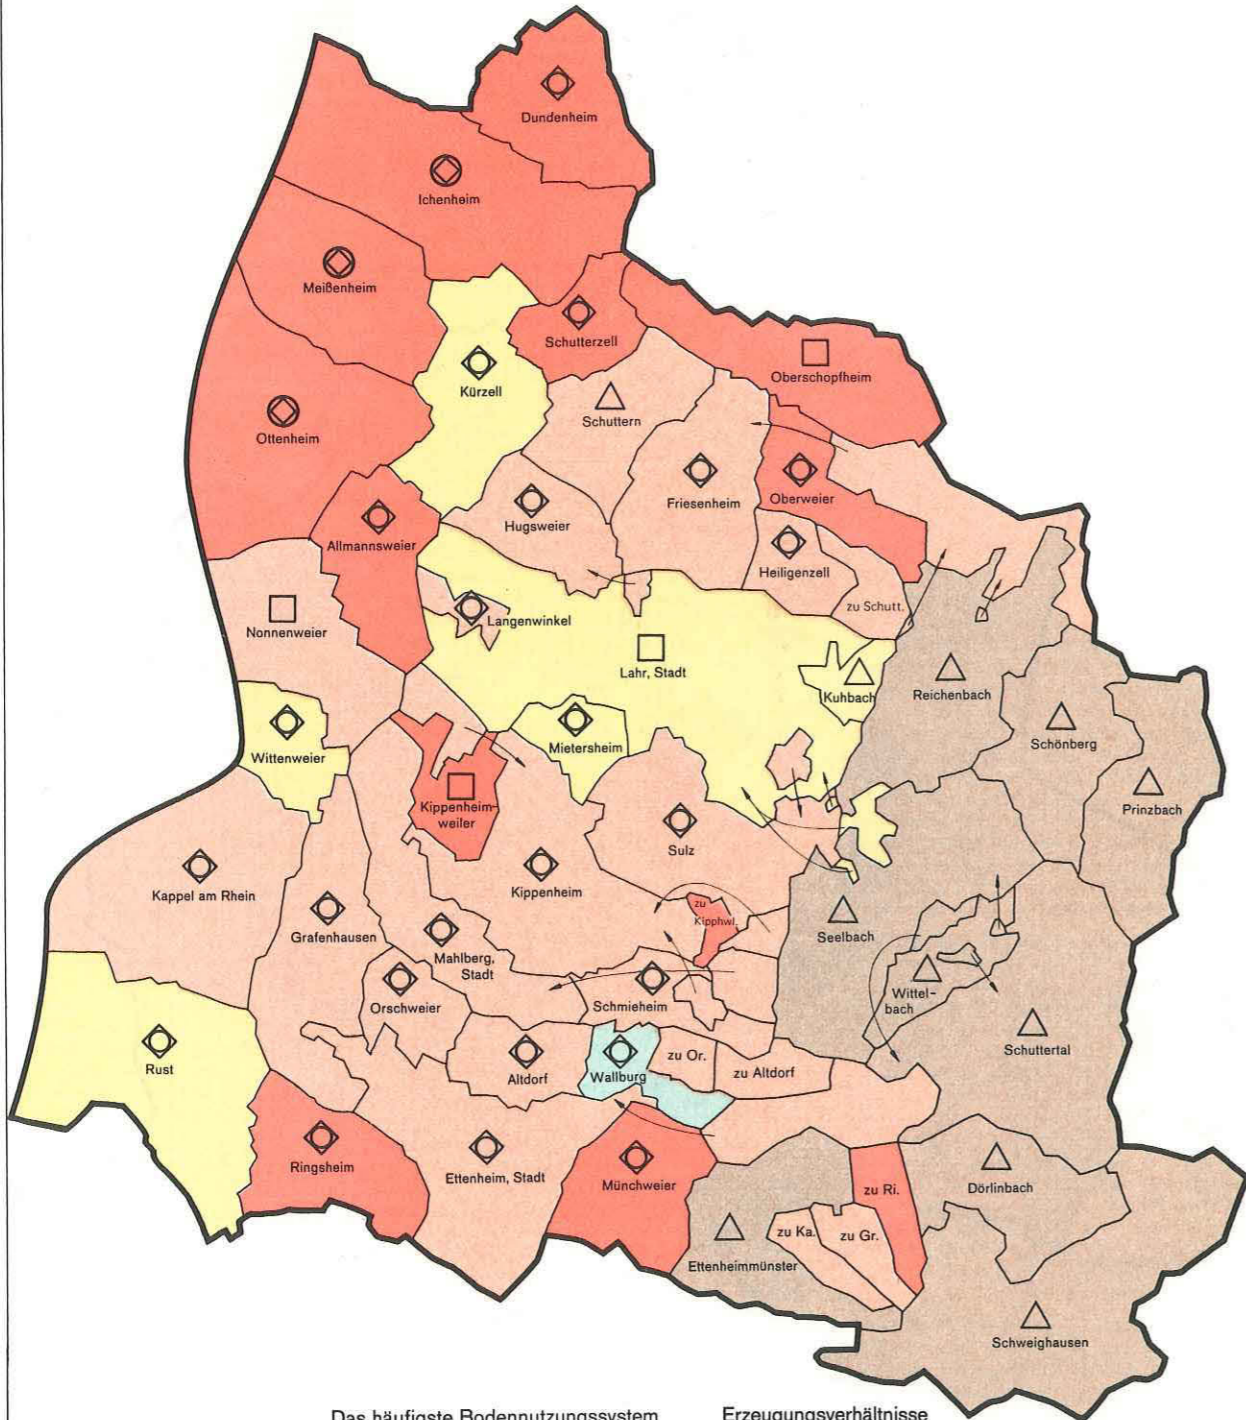 Dundenheim
Ichenheim
Meißenheim
Schutterzell
Oberschopfheim
Kürzell
Schuttern
Ottenheim
Friesenheim
Oberweier
Hugsweier
Allmannsweier
Heiligenzell
zu Schutt.
Langenwinkel
Nonnenweier
Lahr, Stadt
Kuhbach
Reichenbach
Schönberg
Mietersheim
Wittenweier
Kippenheim-
weiler
Prinzbach
Sulz
Kappel am Rhein
Kippenheim
zu
Kipphwl.
Grafenhausen
Seelbach
Mahlberg,
Stadt
Wittel-
bach
Orschweier
Schmieheim
Schuttertal
Rust
Altdorf
Wallburg
zu Or.
zu Altdorf
Ringsheim
Ettenheim, Stadt
Münchweier
zu Ri.
Dörlinbach
zu Ka.
zu Gr.
Ettenheimmünster
Schweighausen
Das häufigste Bodennutzungssystem
Erzeugungsverhältnisse